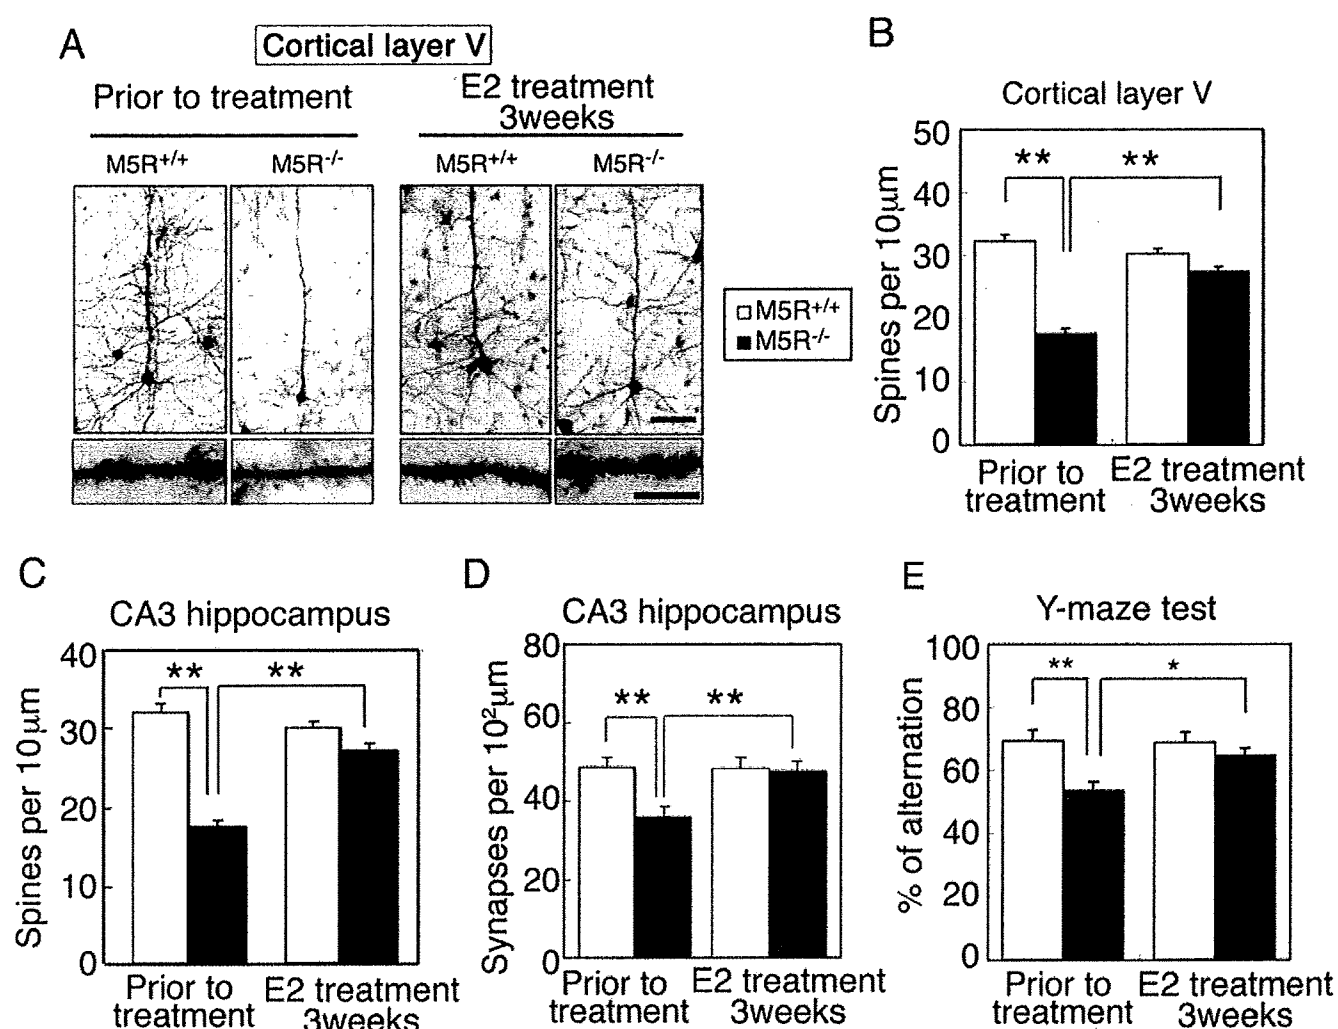 A
Cortical layer V
Prior to treatment
E2 treatment
3weeks
M5R+/+
M5R-/-
M5R+/+
M5R-/-
□M5R+/+
■M5R-/-
B
Cortical layer V
Spines per 10μm
50
40
30
20
10
0
**
**
Prior to
treatment
E2 treatment
3weeks
C
CA3 hippocampus
Spines per 10μm
40
30
20
10
0
**
**
Prior to
treatment
E2 treatment
3weeks
D
CA3 hippocampus
Synapses per 10²μm
80
60
40
20
0
**
**
Prior to
treatment
E2 treatment
3weeks
E
Y-maze test
% of alternation
100
80
60
40
20
0
**
*
Prior to
treatment
E2 treatment
3weeks